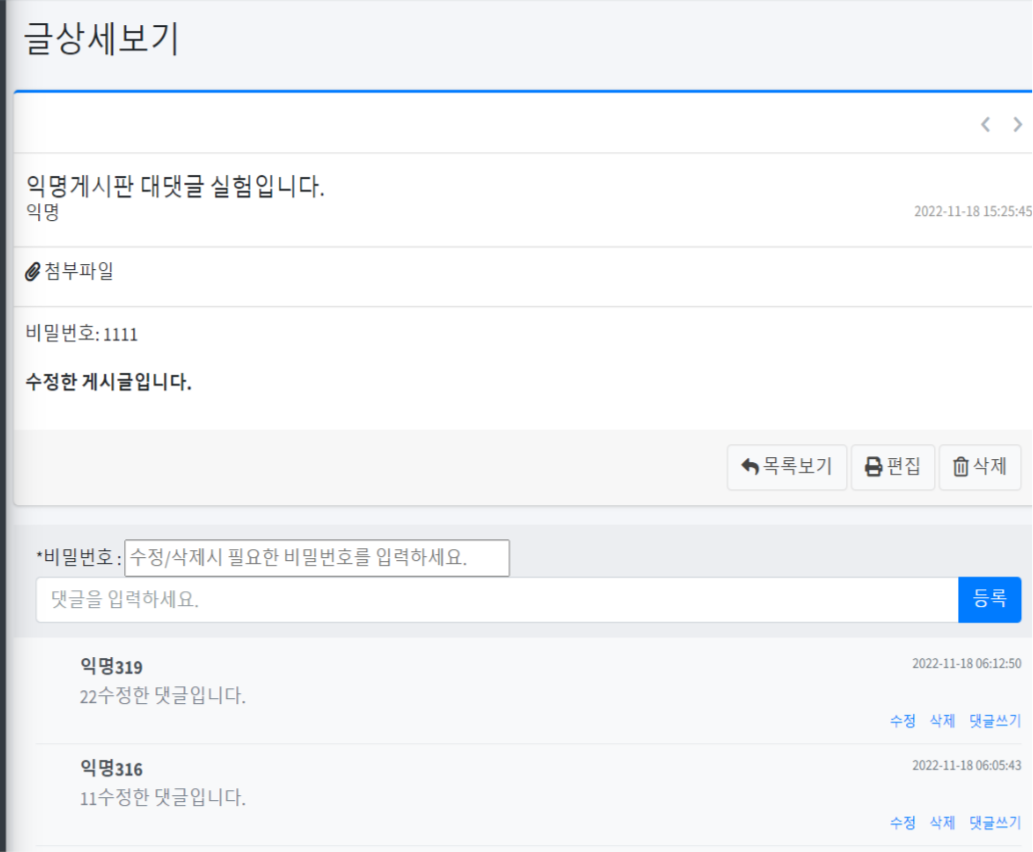 글상세보기
익명게시판 대댓글 실험입니다.
익명
2022-11-18 15:25:45
첨부파일
비밀번호: 1111
수정한 게시글입니다.
목록보기 편집 삭제
*비밀번호 : 수정/삭제시 필요한 비밀번호를 입력하세요.
댓글을 입력하세요. 등록
익명319 2022-11-18 06:12:50
22수정한 댓글입니다.
수정 삭제 댓글쓰기
익명316 2022-11-18 06:05:43
11수정한 댓글입니다.
수정 삭제 댓글쓰기